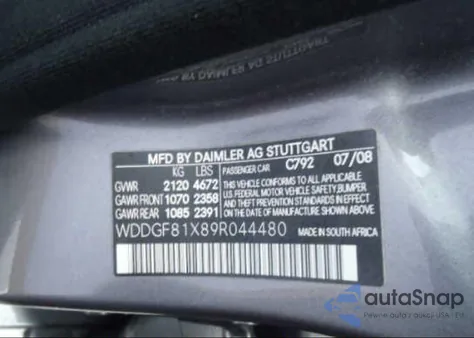 MFD BY DAIMLER AG STUTTGART
KG LBS PASSENGER CAR C792 07/08
GVWR 2120 4672 THIS VEHICLE CONFORMS TO ALL APPLICABLE
GAWR FRONT 1070 2358 U.S. FEDERAL MOTOR VEHICLE SAFETY, BUMPER,
GAWR REAR 1085 2391 AND THEFT PREVENTION STANDARDS IN EFFECT ON THE DATE OF MANUFACTURE SHOWN ABOVE.
WDDGF81X89R044480 MADE IN SOUTH AFRICA
autoSnap